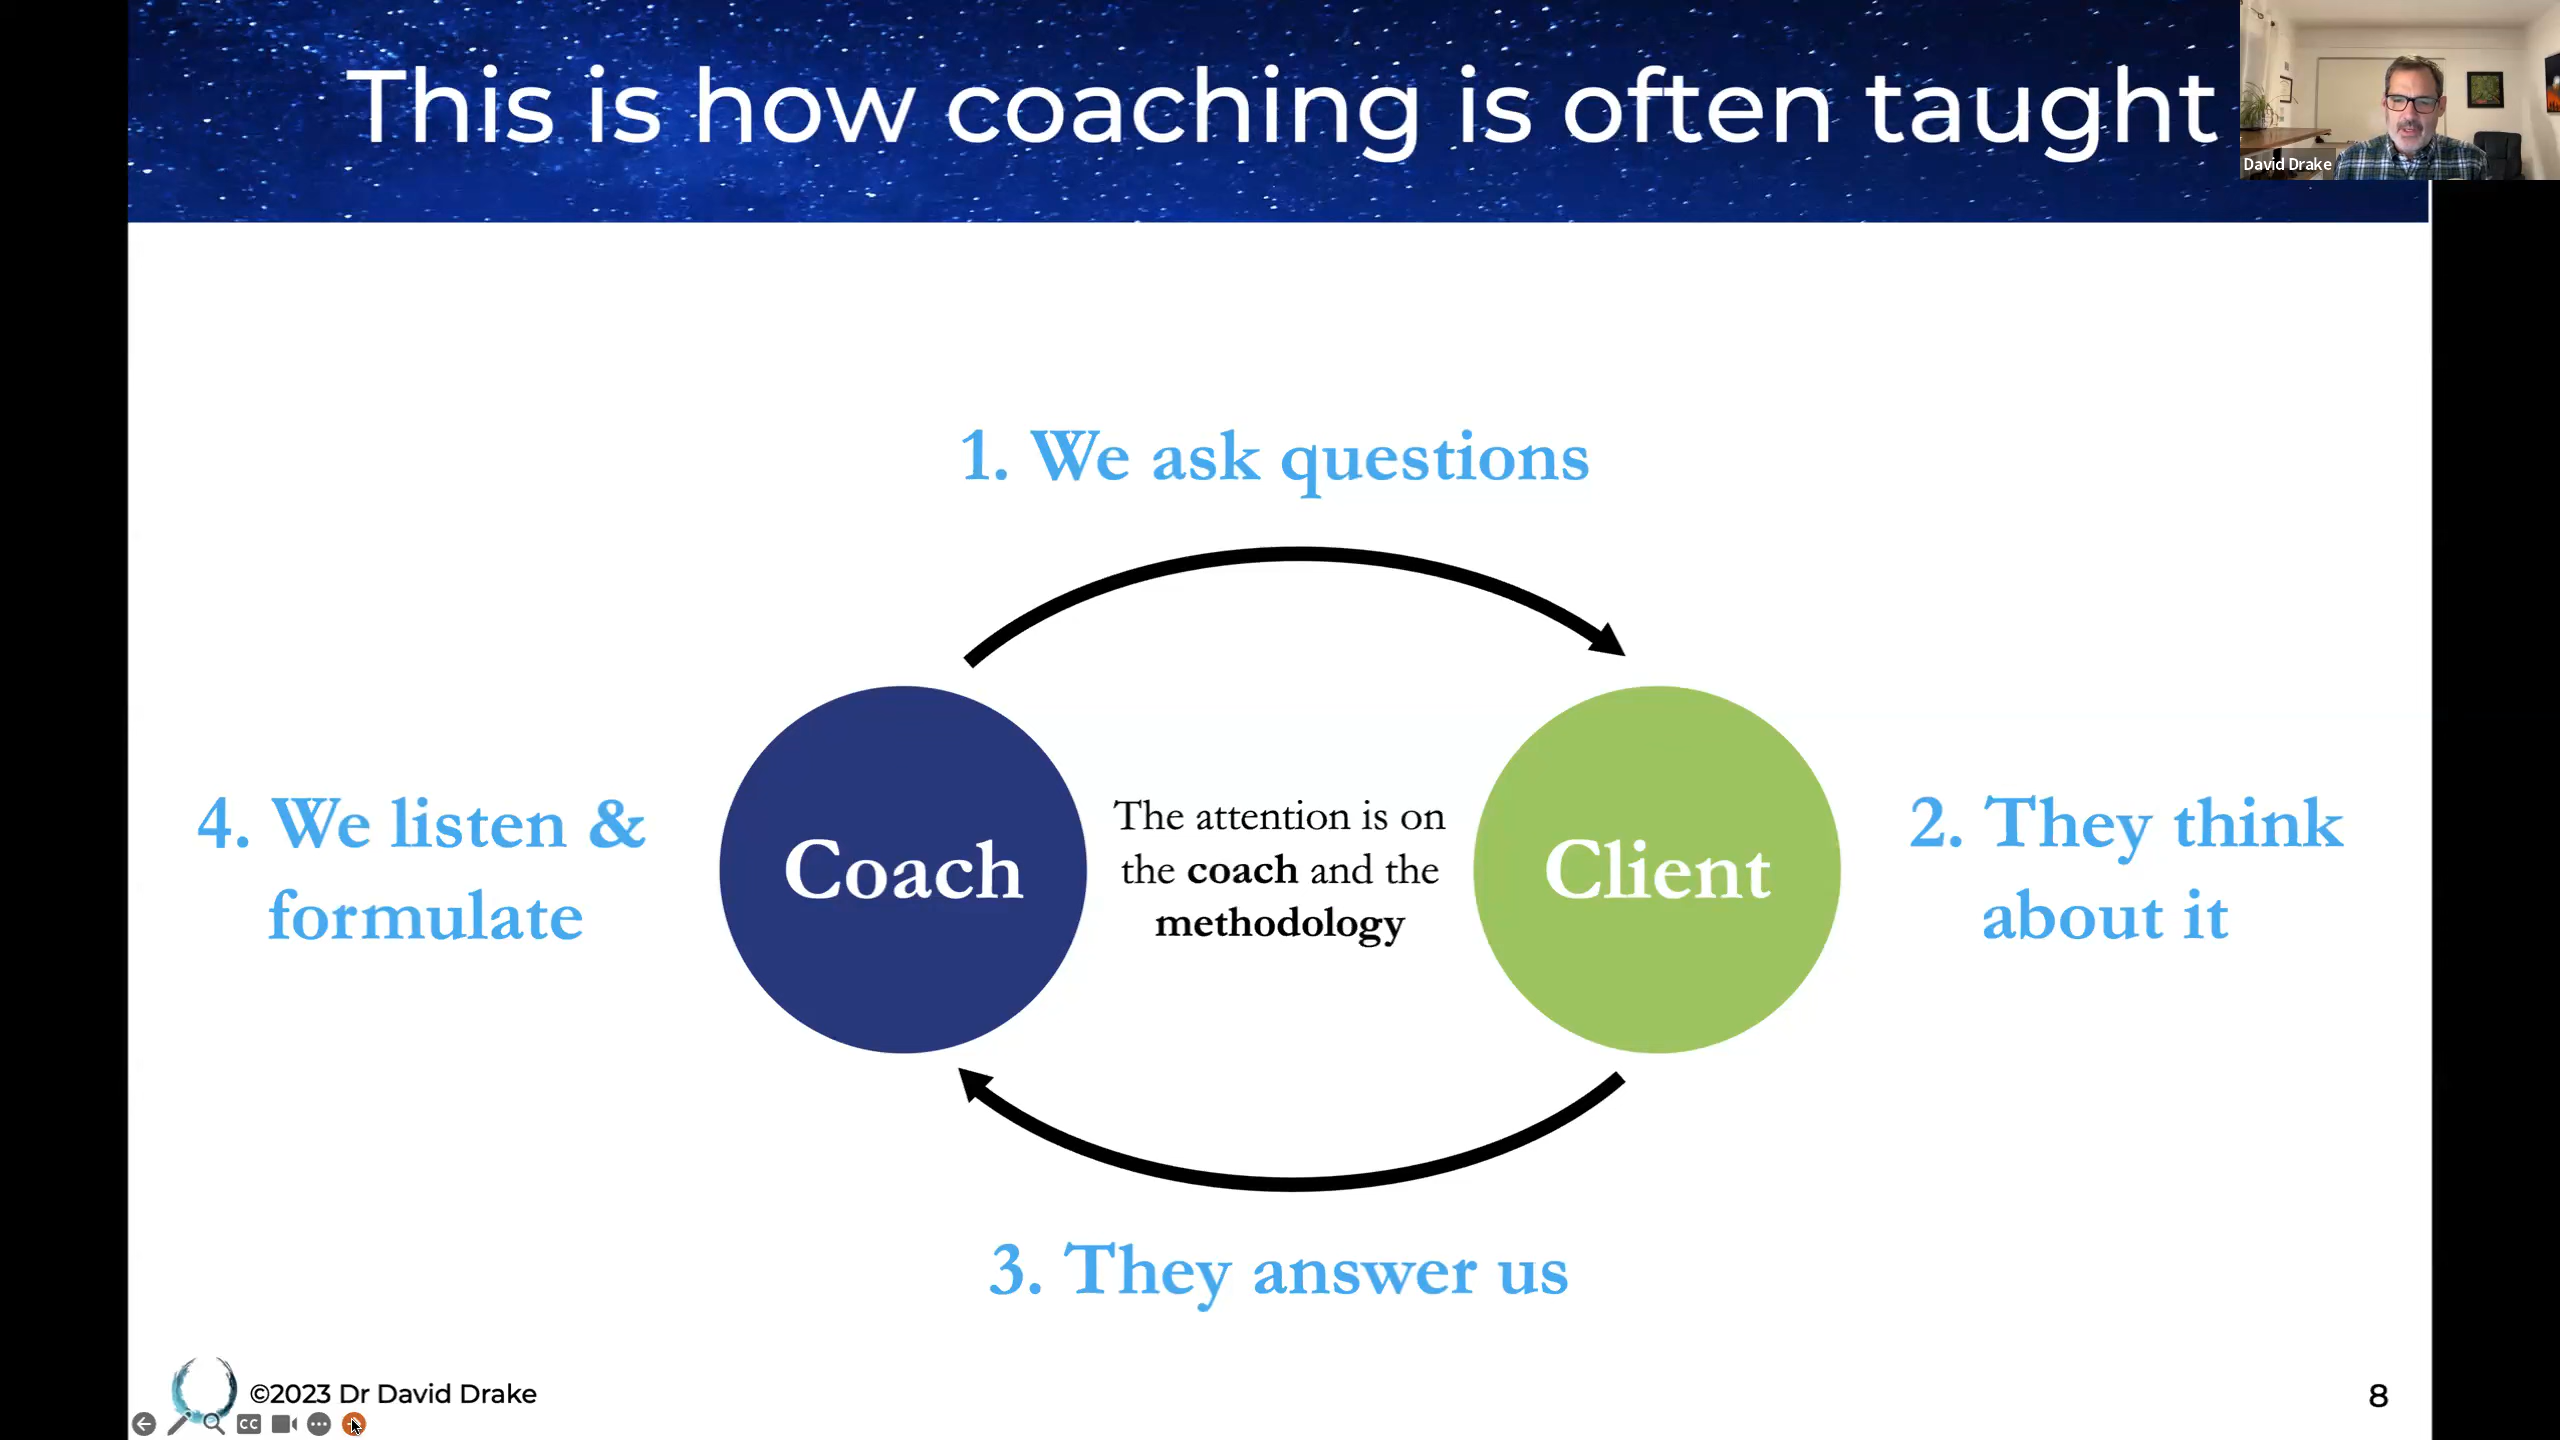 This is how coaching is often taught
David Drake
1. We ask questions
4. We listen &
formulate
Coach
The attention is on
the coach and the
methodology
Client
2. They think
about it
3. They answer us
©2023 Dr David Drake
8
CC